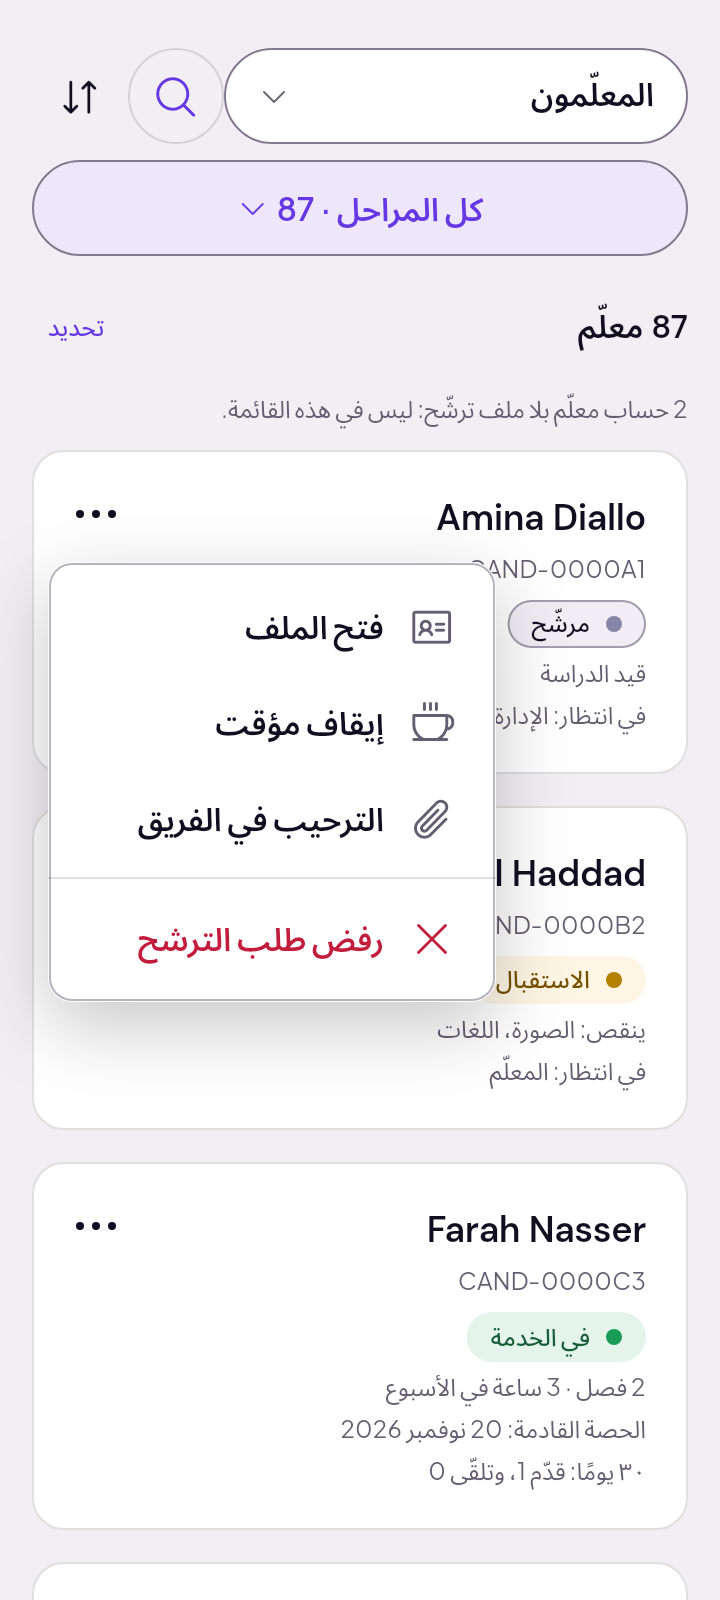 المعلّمون
كل المراحل · 87
87 معلّم
تحديد
2 حساب معلّم بلا ملف ترشّح: ليس في هذه القائمة.
Amina Diallo
CAND-0000A1
مرشّح
قيد الدراسة
في انتظار: الإدارة
فتح الملف
إيقاف مؤقت
الترحيب في الفريق
رفض طلب الترشح
Haddad
ND-0000B2
الاستقبال
ينقص: الصورة، اللغات
في انتظار: المعلّم
Farah Nasser
CAND-0000C3
في الخدمة
2 فصل · 3 ساعة في الأسبوع
الحصة القادمة: 20 نوفمبر 2026
٣٠ يومًا: قدّم 1، وتلقّى 0